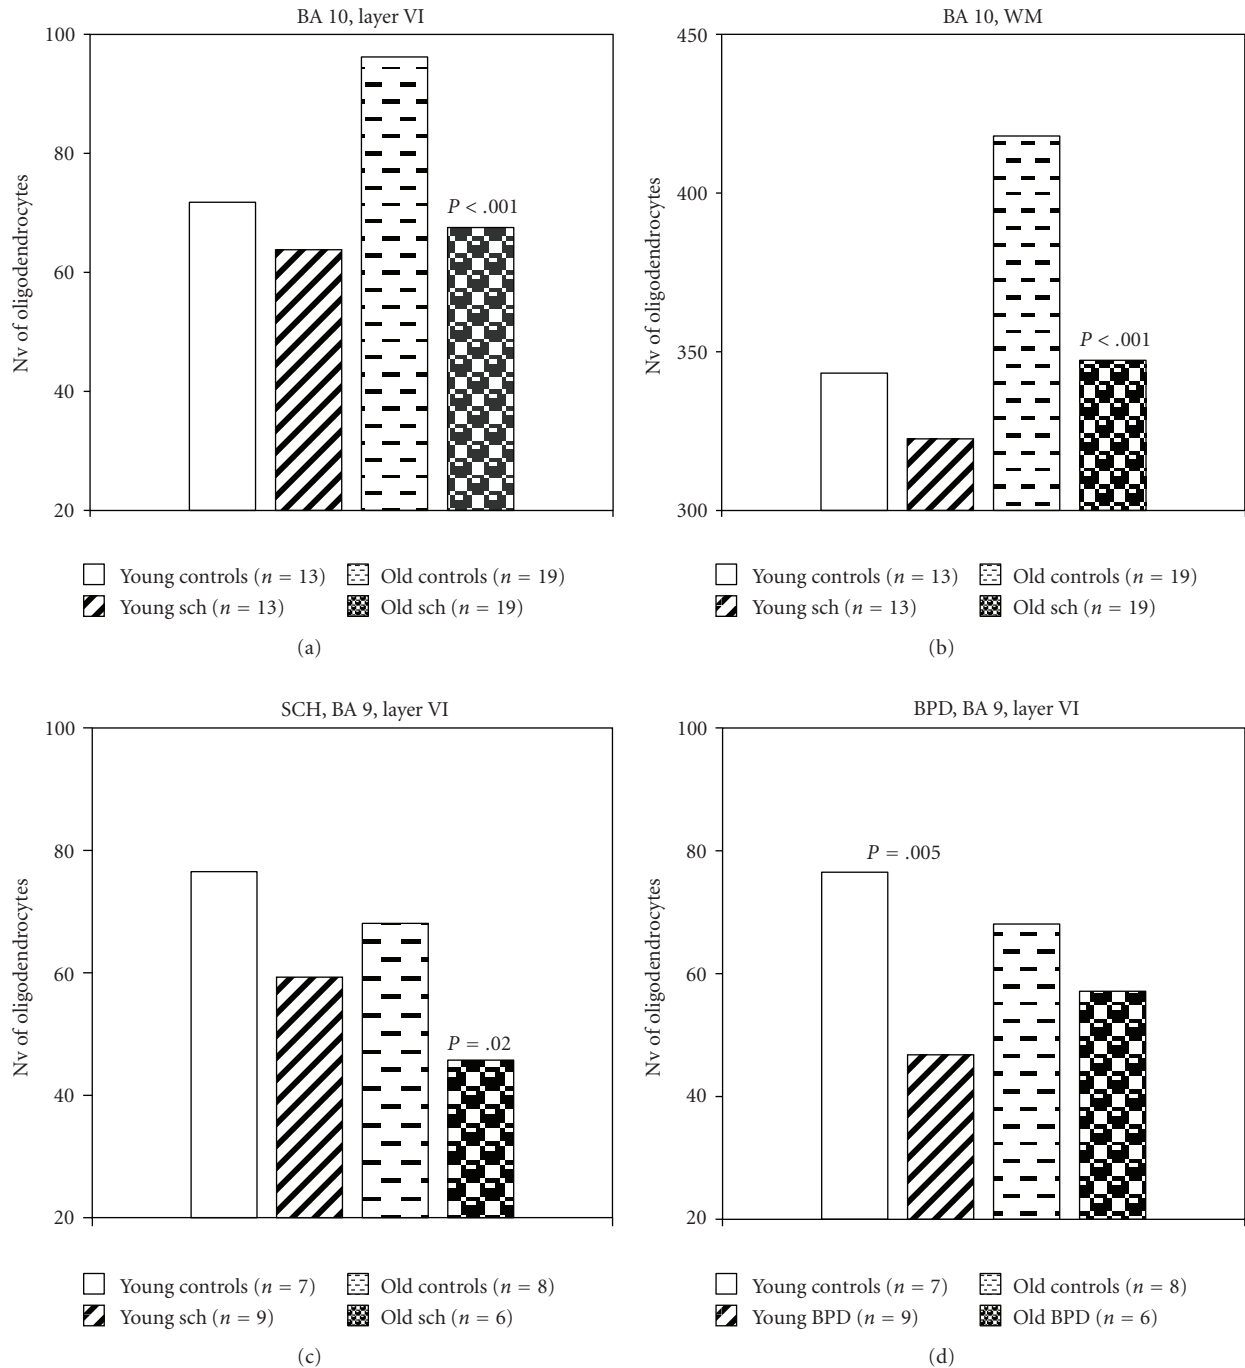 BA 10, layer VI
100
80
60
40
20
Nv of oligodendrocytes
P < .001
Young controls (n = 13)
Old controls (n = 19)
Young sch (n = 13)
Old sch (n = 19)
(a)
BA 10, WM
450
400
350
300
Nv of oligodendrocytes
P < .001
Young controls (n = 13)
Old controls (n = 19)
Young sch (n = 13)
Old sch (n = 19)
(b)
SCH, BA 9, layer VI
100
80
60
40
20
Nv of oligodendrocytes
P = .02
Young controls (n = 7)
Old controls (n = 8)
Young sch (n = 9)
Old sch (n = 6)
(c)
BPD, BA 9, layer VI
100
80
60
40
20
Nv of oligodendrocytes
P = .005
Young controls (n = 7)
Old controls (n = 8)
Young BPD (n = 9)
Old BPD (n = 6)
(d)